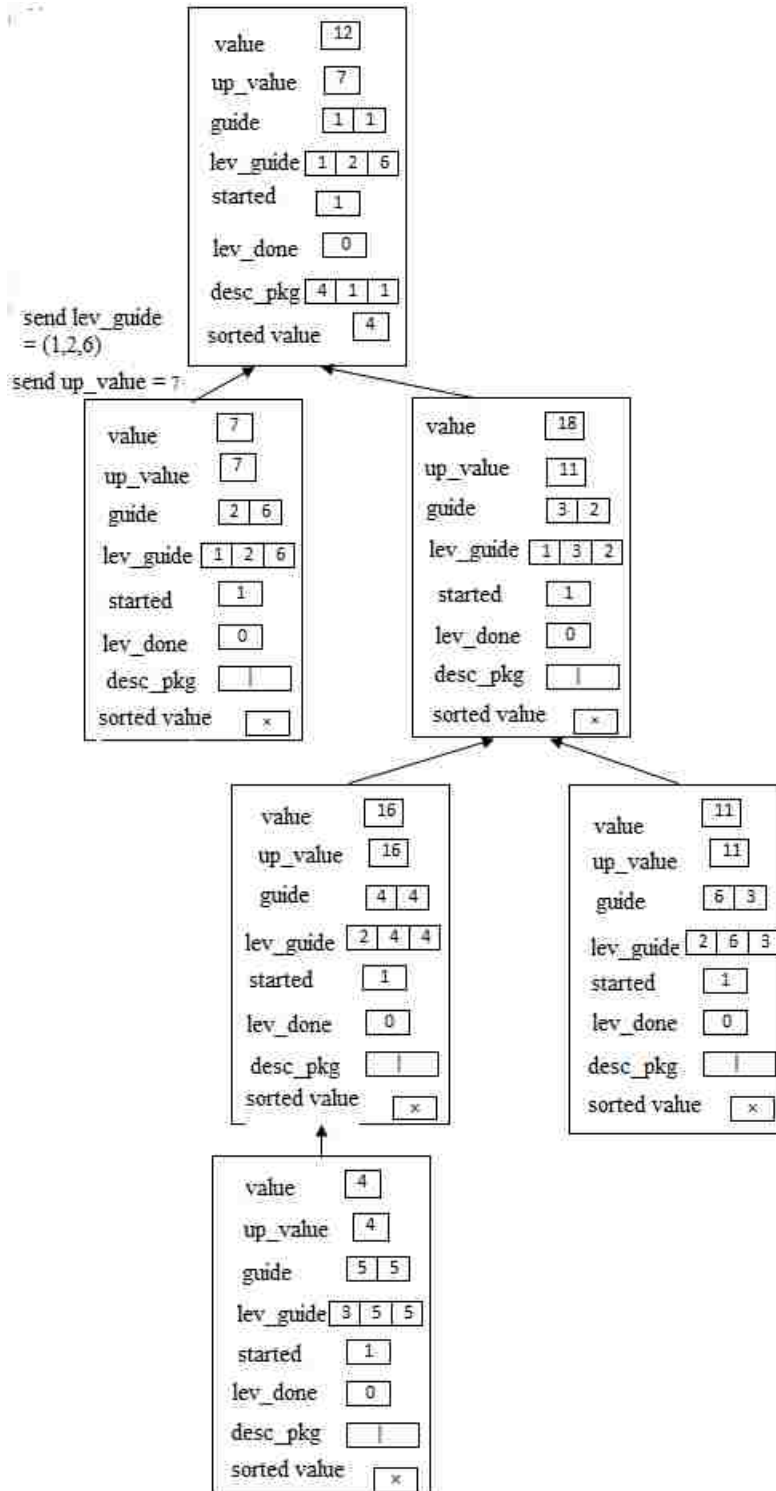 value 12
up_value 7
guide 1 1
lev_guide 1 2 6
started 1
lev_done 0
desc_pkg 4 1 1
sorted value 4
send lev_guide
= (1,2,6)
send up_value = 7
value 7
up_value 7
guide 2 6
lev_guide 1 2 6
started 1
lev_done 0
desc_pkg |
sorted value ×
value 18
up_value 11
guide 3 2
lev_guide 1 3 2
started 1
lev_done 0
desc_pkg |
sorted value ×
value 16
up_value 16
guide 4 4
lev_guide 2 4 4
started 1
lev_done 0
desc_pkg |
sorted value ×
value 11
up_value 11
guide 6 3
lev_guide 2 6 3
started 1
lev_done 0
desc_pkg |
sorted value ×
value 4
up_value 4
guide 5 5
lev_guide 3 5 5
started 1
lev_done 0
desc_pkg |
sorted value ×